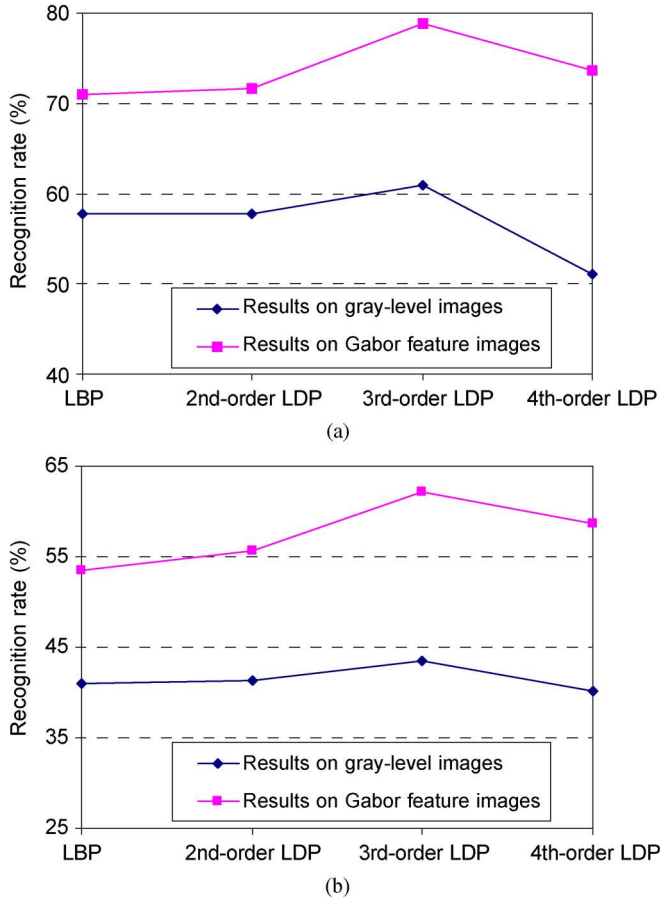 80
70
60
50
40
Recognition rate (%)
Results on gray-level images
Results on Gabor feature images
LBP 2nd-order LDP 3rd-order LDP 4th-order LDP
(a)
65
55
45
35
25
Recognition rate (%)
Results on gray-level images
Results on Gabor feature images
LBP 2nd-order LDP 3rd-order LDP 4th-order LDP
(b)